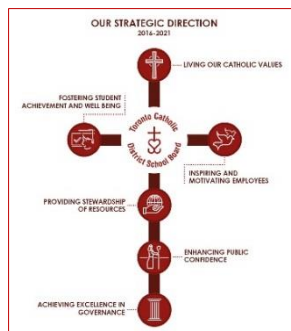 OUR STRATEGIC DIRECTION
2016-2021
LIVING OUR CATHOLIC VALUES
FOSTERING STUDENT
ACHIEVEMENT AND WELL BEING
Toronto Catholic
District School Board
INSPIRING AND
MOTIVATING EMPLOYEES
PROVIDING STEWARDSHIP
OF RESOURCES
ENHANCING PUBLIC
CONFIDENCE
ACHIEVING EXCELLENCE IN
GOVERNANCE